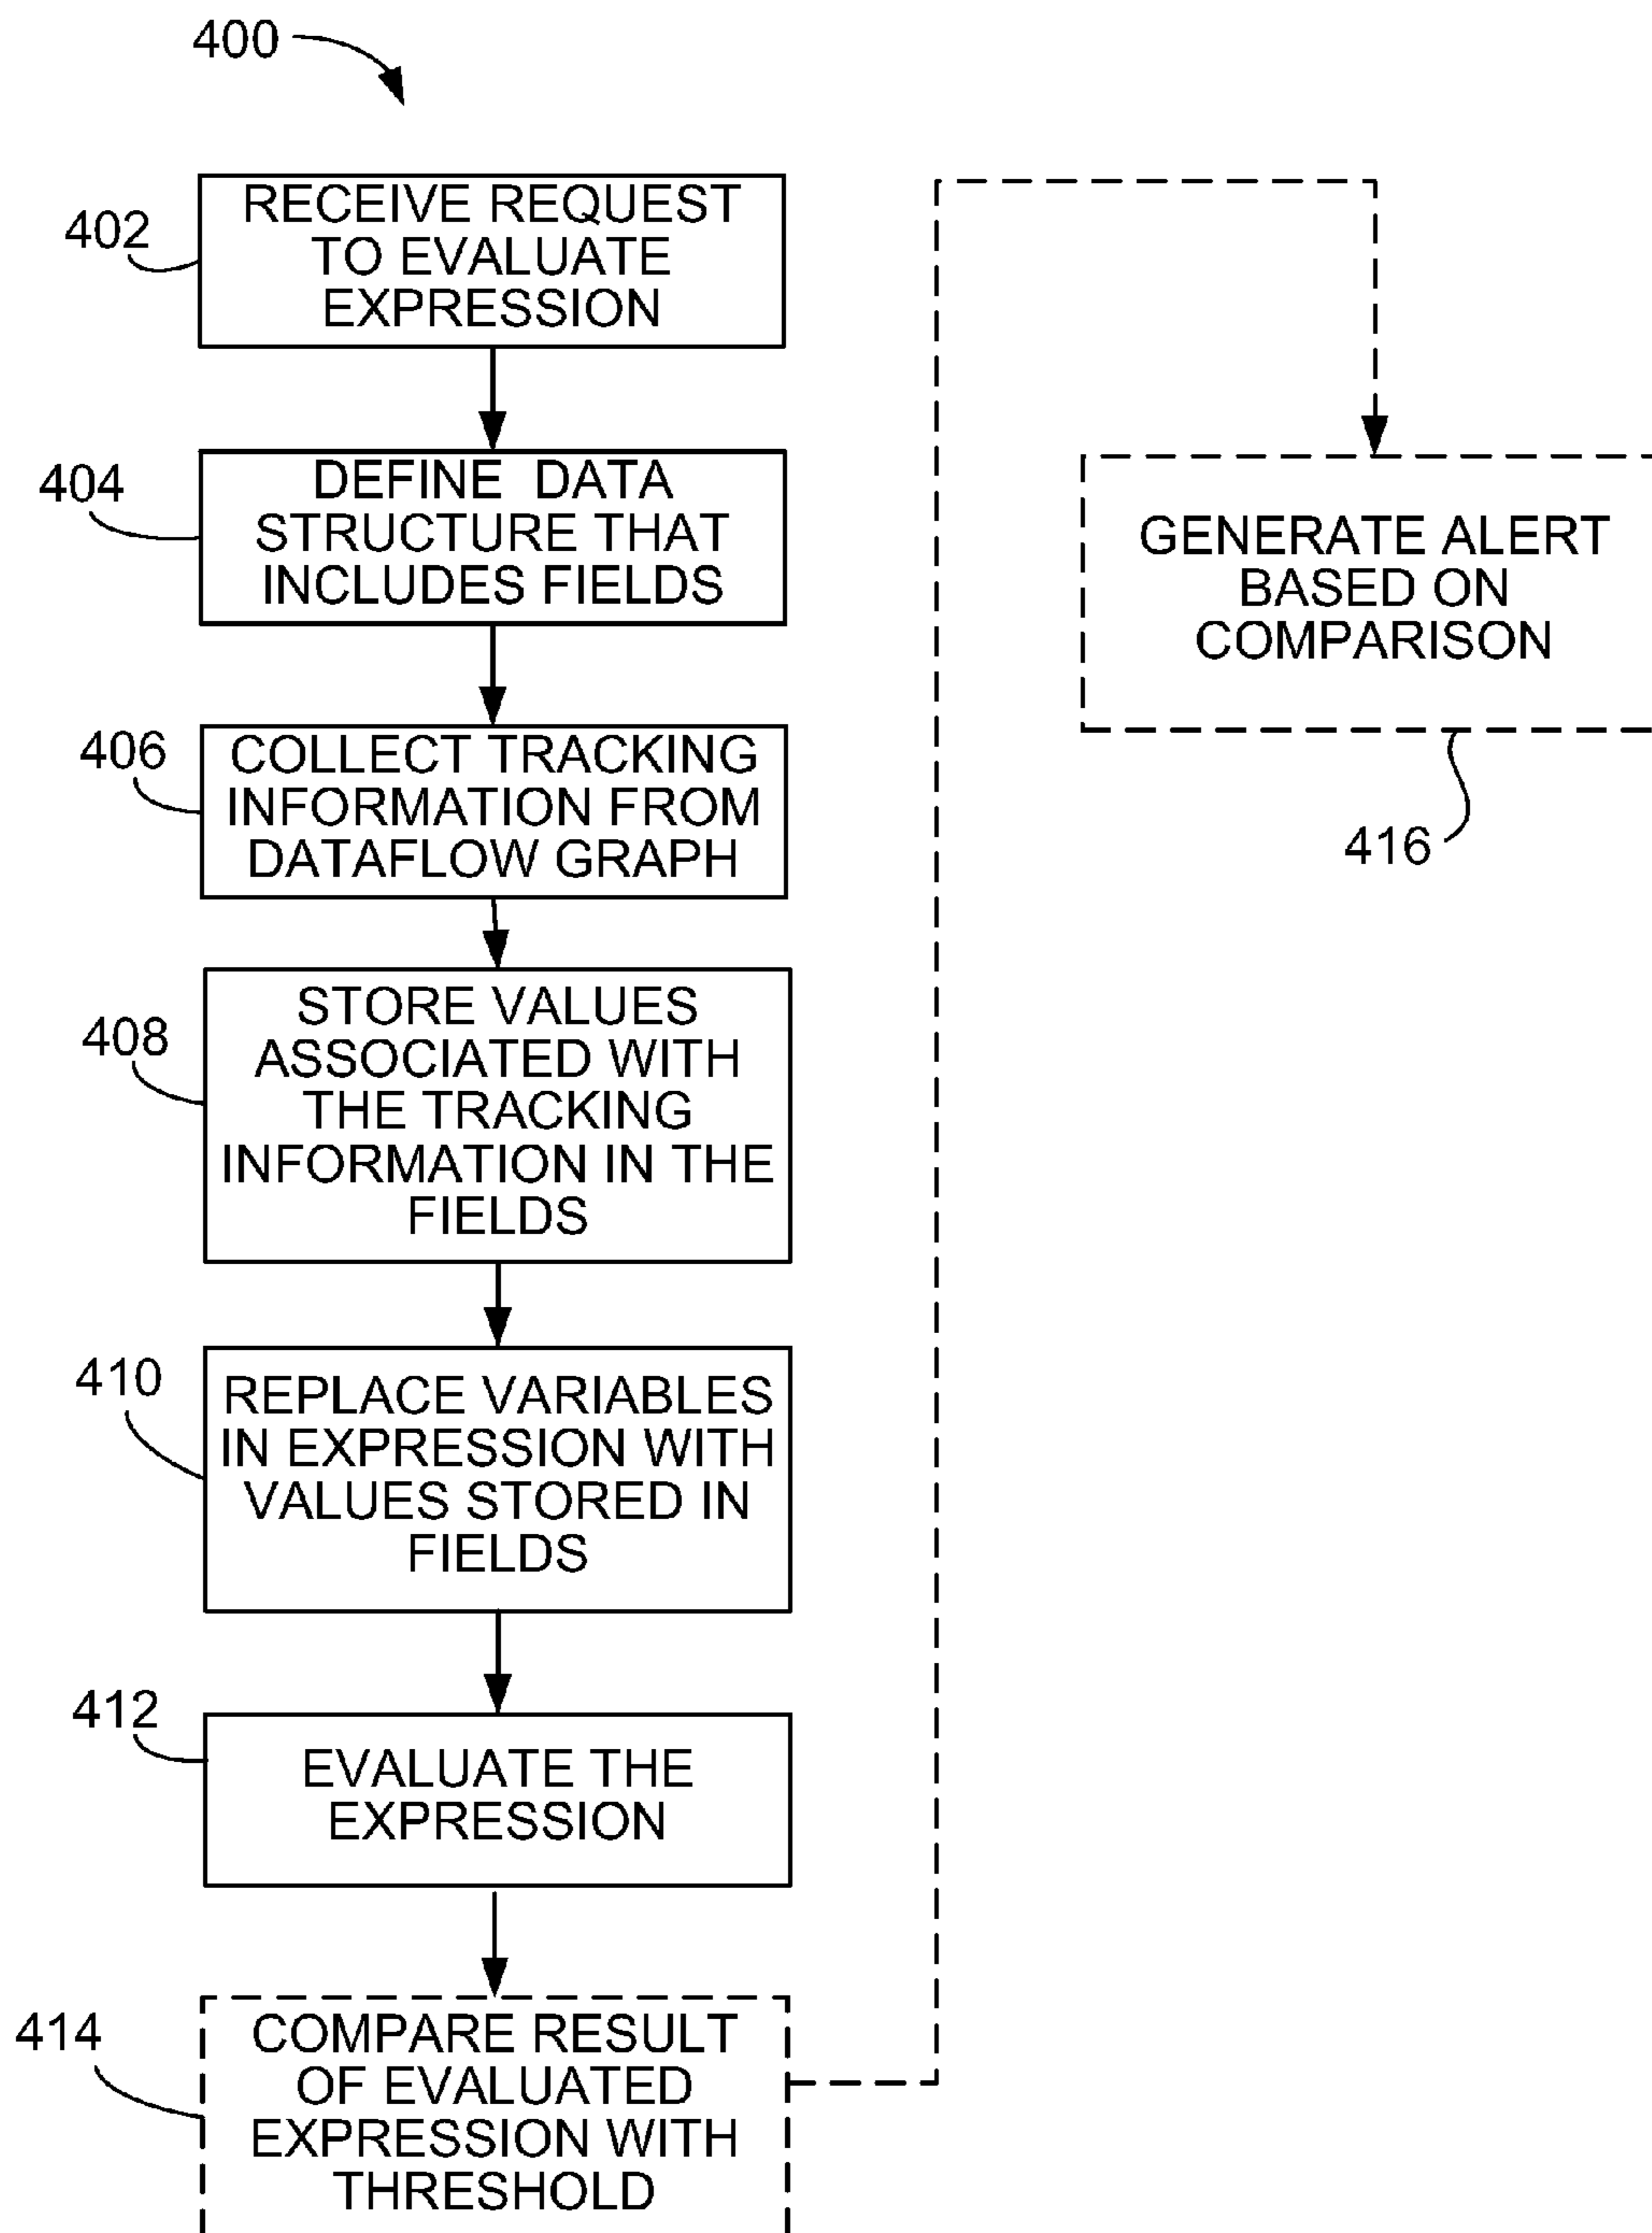 400
402
RECEIVE REQUEST
TO EVALUATE
EXPRESSION
404
DEFINE DATA
STRUCTURE THAT
INCLUDES FIELDS
406
COLLECT TRACKING
INFORMATION FROM
DATAFLOW GRAPH
408
STORE VALUES
ASSOCIATED WITH
THE TRACKING
INFORMATION IN THE
FIELDS
410
REPLACE VARIABLES
IN EXPRESSION WITH
VALUES STORED IN
FIELDS
412
EVALUATE THE
EXPRESSION
414
COMPARE RESULT
OF EVALUATED
EXPRESSION WITH
THRESHOLD
GENERATE ALERT
BASED ON
COMPARISON
416